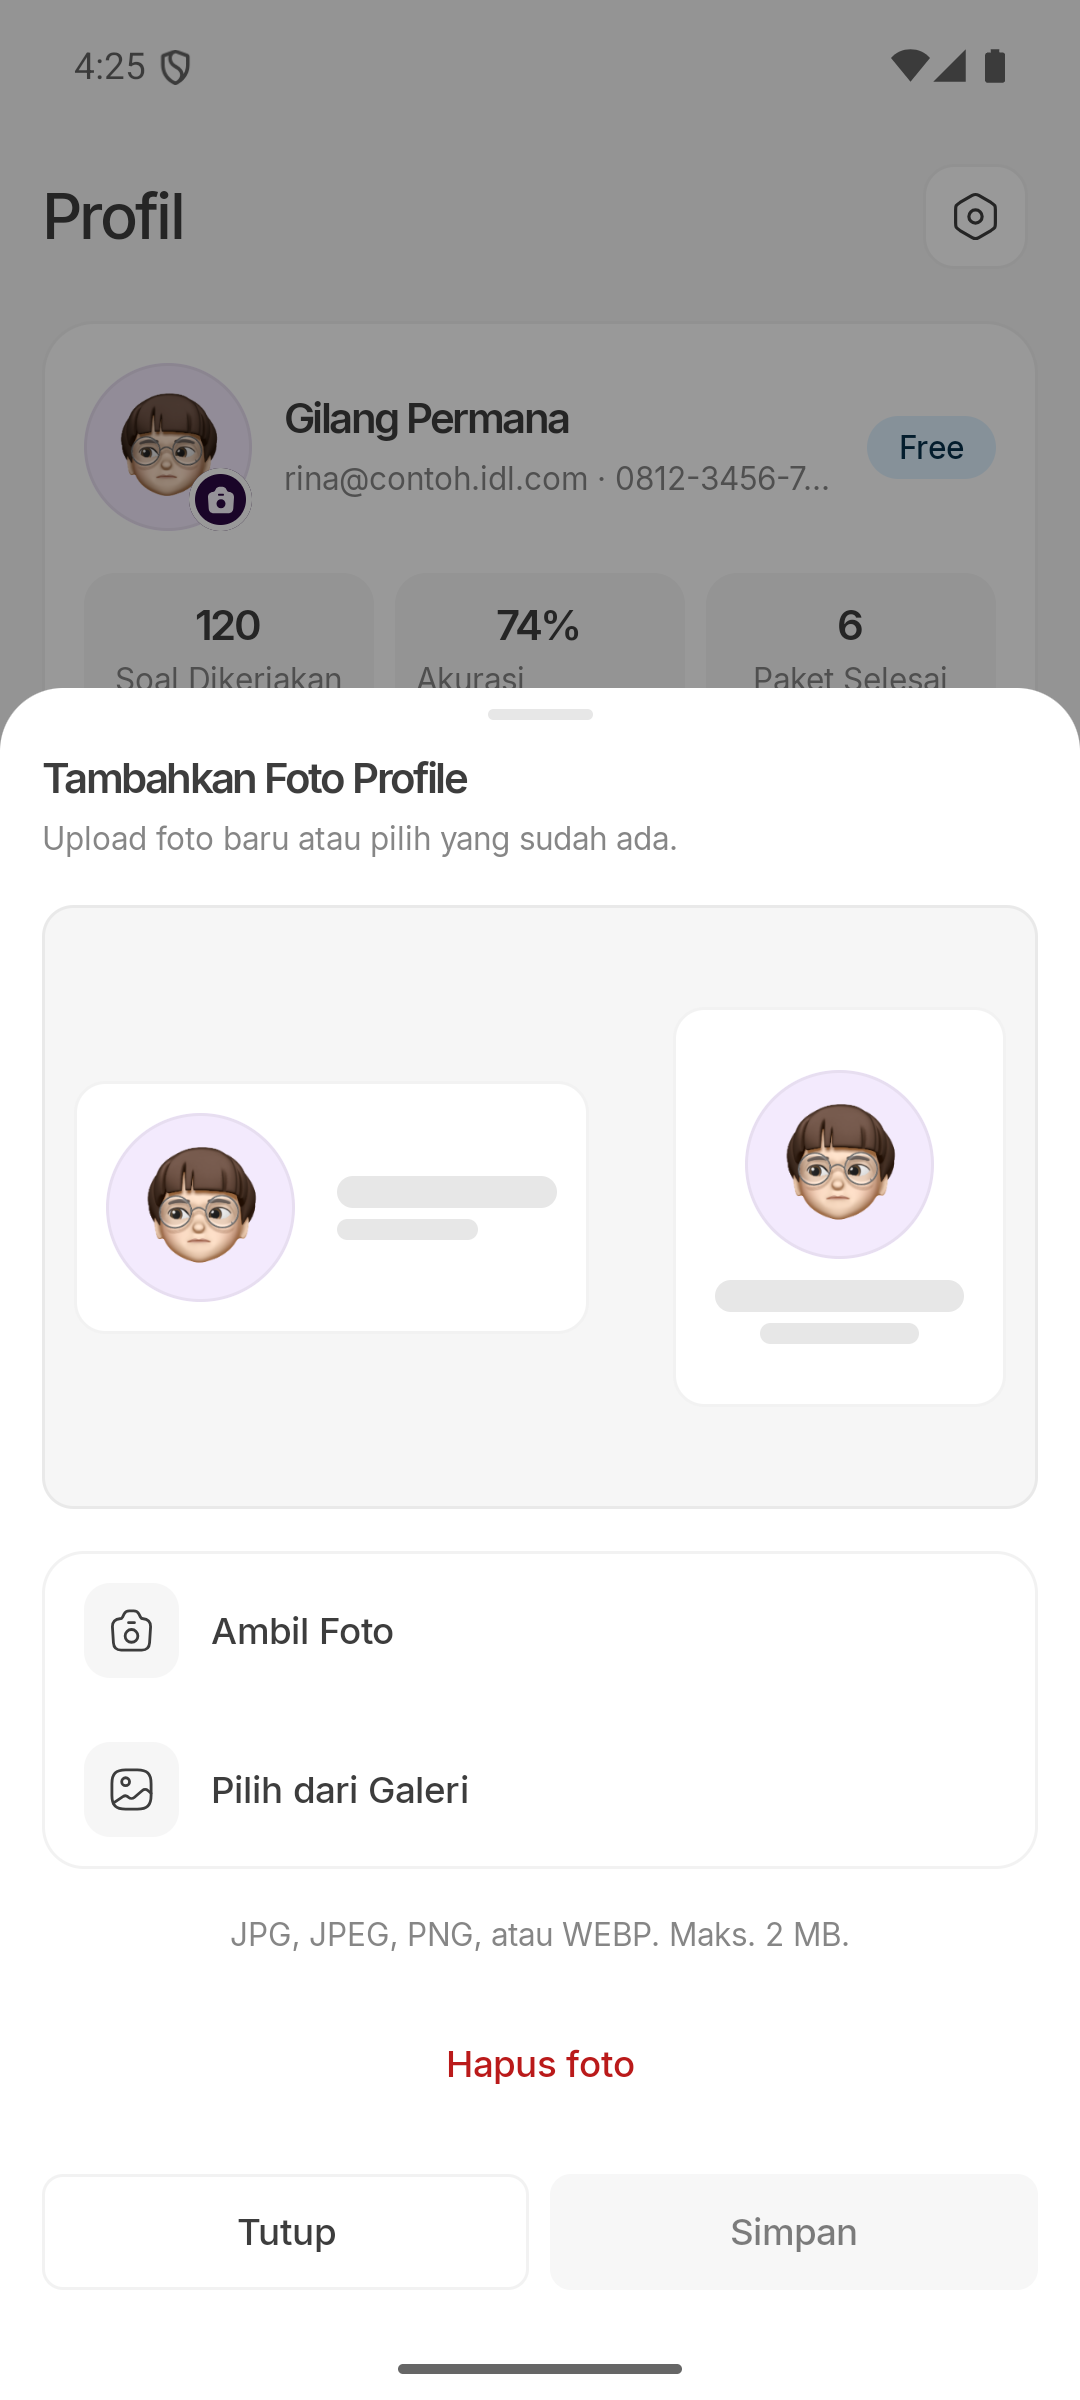 4:25
Profil
Gilang Permana
rina@contoh.idl.com · 0812-3456-7...
Free
120
74%
6
Soal Dikerjakan
Akurasi
Paket Selesai
Tambahkan Foto Profile
Upload foto baru atau pilih yang sudah ada.
Ambil Foto
Pilih dari Galeri
JPG, JPEG, PNG, atau WEBP. Maks. 2 MB.
Hapus foto
Tutup
Simpan